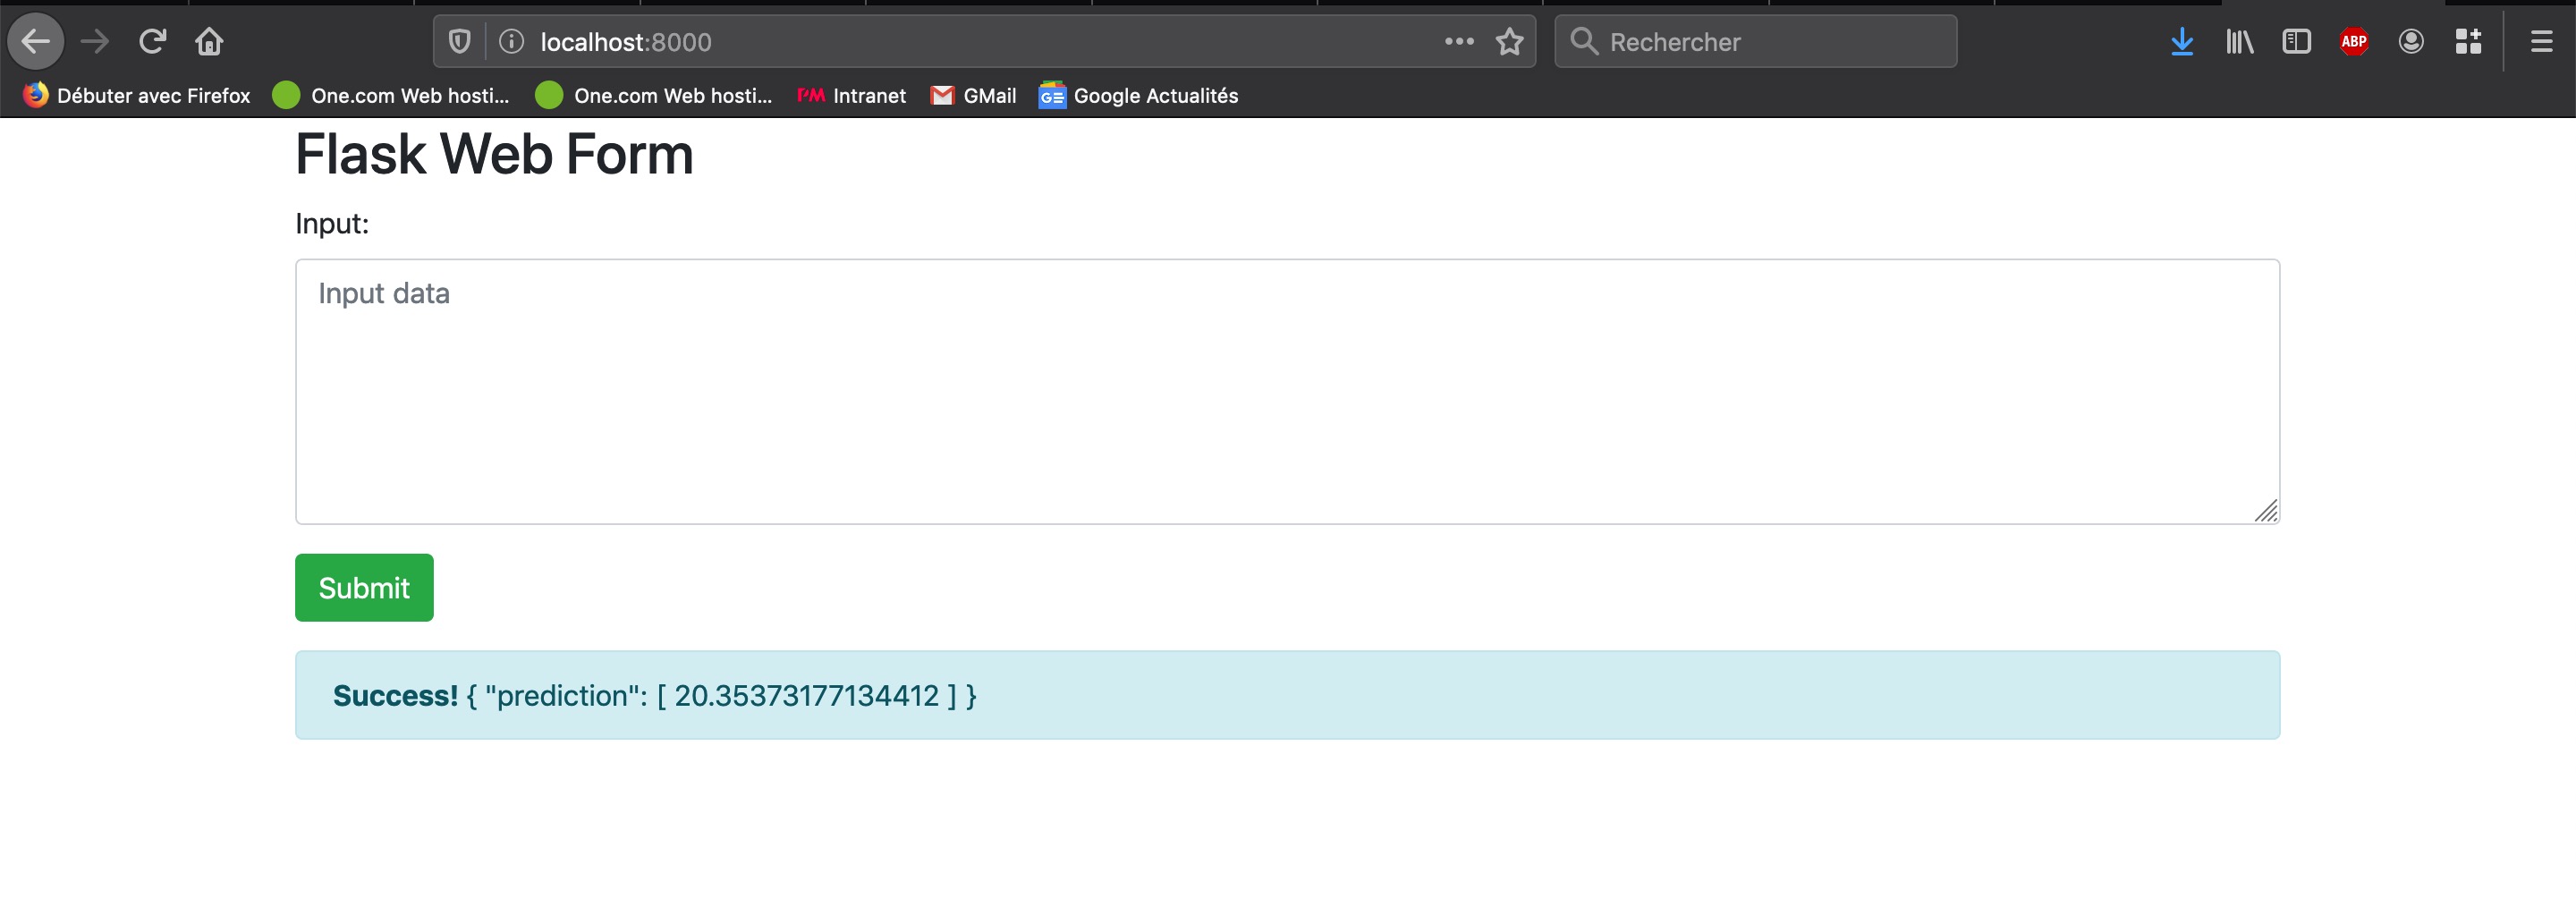 localhost:8000 Rechercher ABP
Débuter avec Firefox One.com Web hosti... One.com Web hosti... PM Intranet GMail GE Google Actualités
Flask Web Form
Input:
Input data
Submit
Success! { "prediction": [ 20.35373177134412 ] }